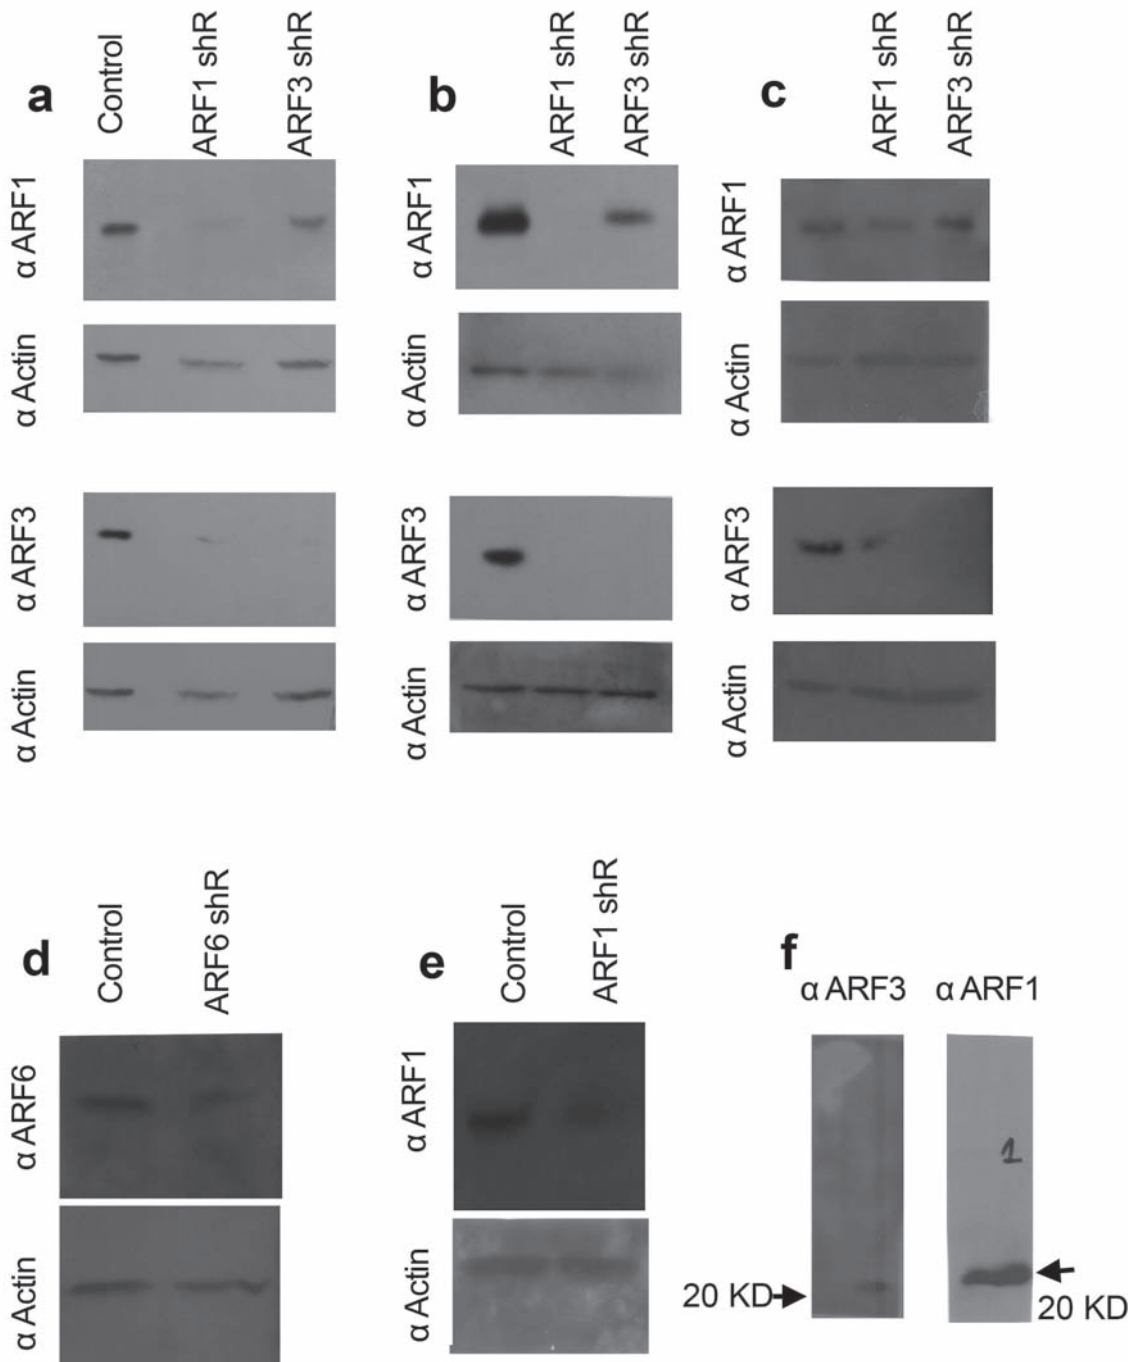 a
Control
ARF1 shR
ARF3 shR
α ARF1
α Actin
α ARF3
α Actin
b
ARF1 shR
ARF3 shR
α ARF1
α Actin
α ARF3
α Actin
c
ARF1 shR
ARF3 shR
α ARF1
α Actin
α ARF3
α Actin
d
Control
ARF6 shR
α ARF6
α Actin
e
Control
ARF1 shR
α ARF1
α Actin
f
α ARF3
α ARF1
1
20 KD
20 KD